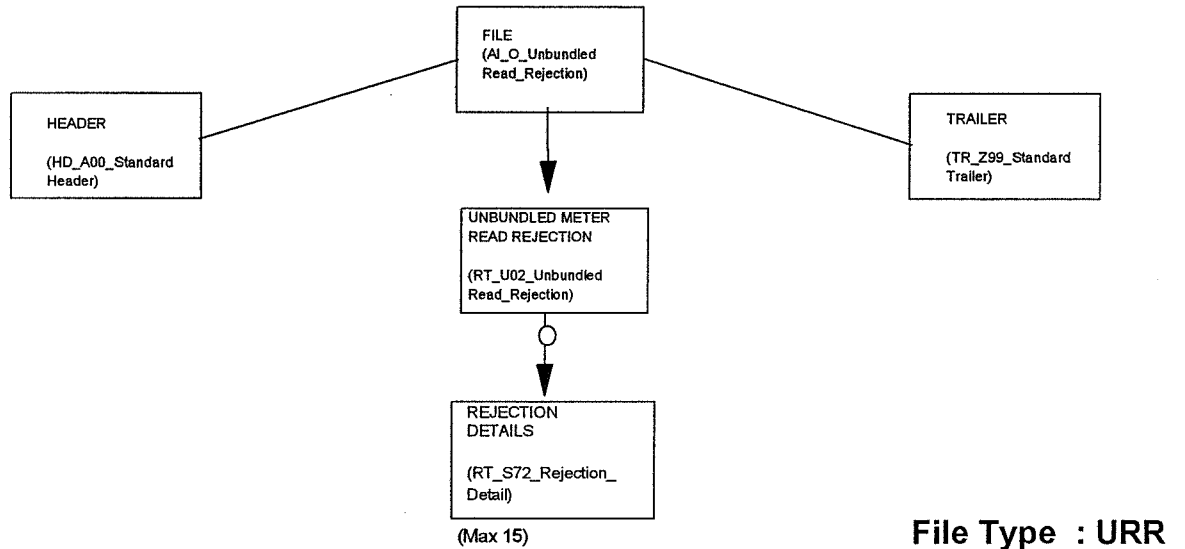 FILE
(AI_O_Unbundled
Read_Rejection)
HEADER
(HD_A00_Standard
Header)
TRAILER
(TR_Z99_Standard
Trailer)
UNBUNDLED METER
READ REJECTION
(RT_U02_Unbundled
Read_Rejection)
REJECTION
DETAILS
(RT_S72_Rejection_
Detail)
(Max 15)
File Type : URR